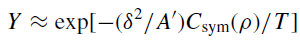 Y ≈ exp[−(δ²/A′)C_sym(ρ)/T]